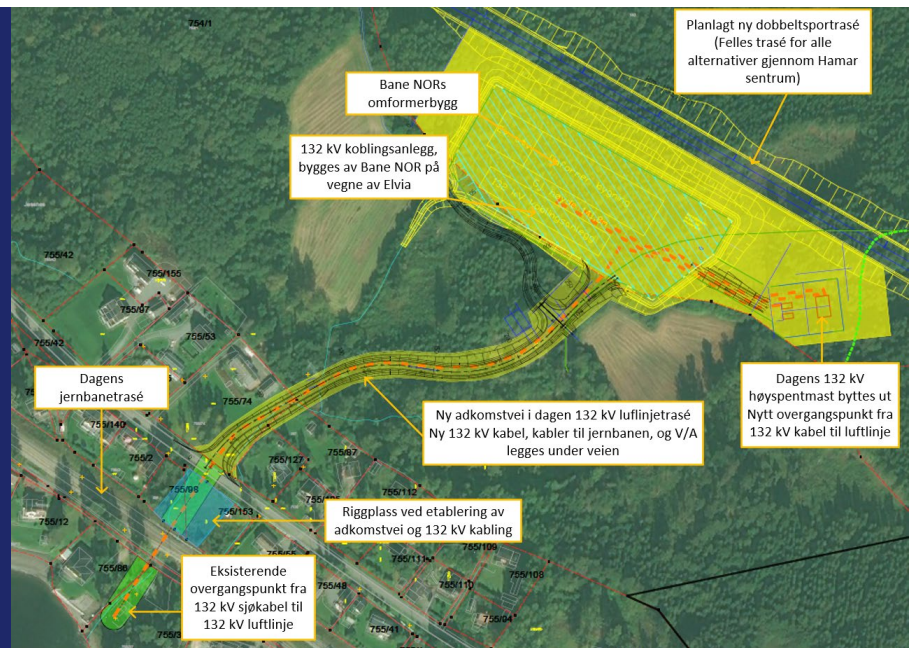 754/1
Planlagt ny dobbeltsportrasé
(Felles trasé for alle
alternativer gjennom Hamar
sentrum)
Bane NORs
omformerbygg
132 kV koblingsanlegg,
bygges av Bane NOR på
vegne av Elvia
755/42
755/155
755/97
755/42
755/53
Dagens
jernbanetrasé
755/74
755/140
755/2
Ny adkomstvei i dagen 132 kV luflinjetrasé
Ny 132 kV kabel, kabler til jernbanen, og V/A
legges under veien
Dagens 132 kV
høyspentmast byttes ut
Nytt overgangspunkt fra
132 kV kabel til luftlinje
755/127
755/87
755/98
755/112
755/12
755/153
Riggplass ved etablering av
adkomstvei og 132 kV kabling
755/86
Eksisterende
overgangspunkt fra
132 kV sjøkabel til
132 kV luftlinje
755/111
755/109
755/108
755/110
755/48
755/41
755/04